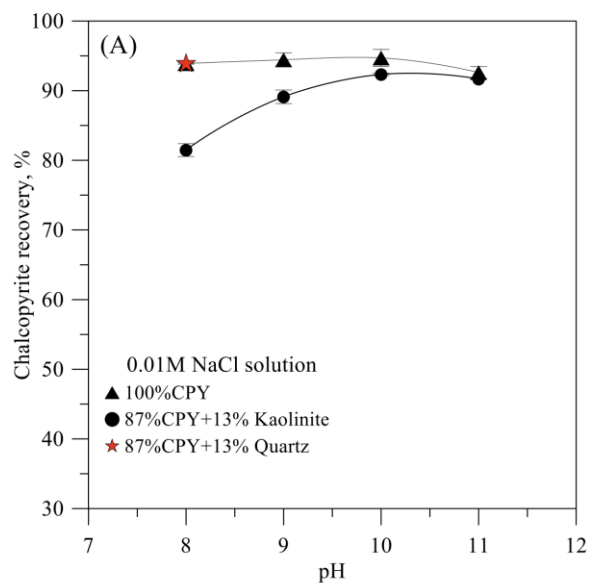 (A)
100
90
80
70
60
50
40
30
Chalcopyrite recovery, %
0.01M NaCl solution
100%CPY
87%CPY+13% Kaolinite
87%CPY+13% Quartz
7 8 9 10 11 12
pH